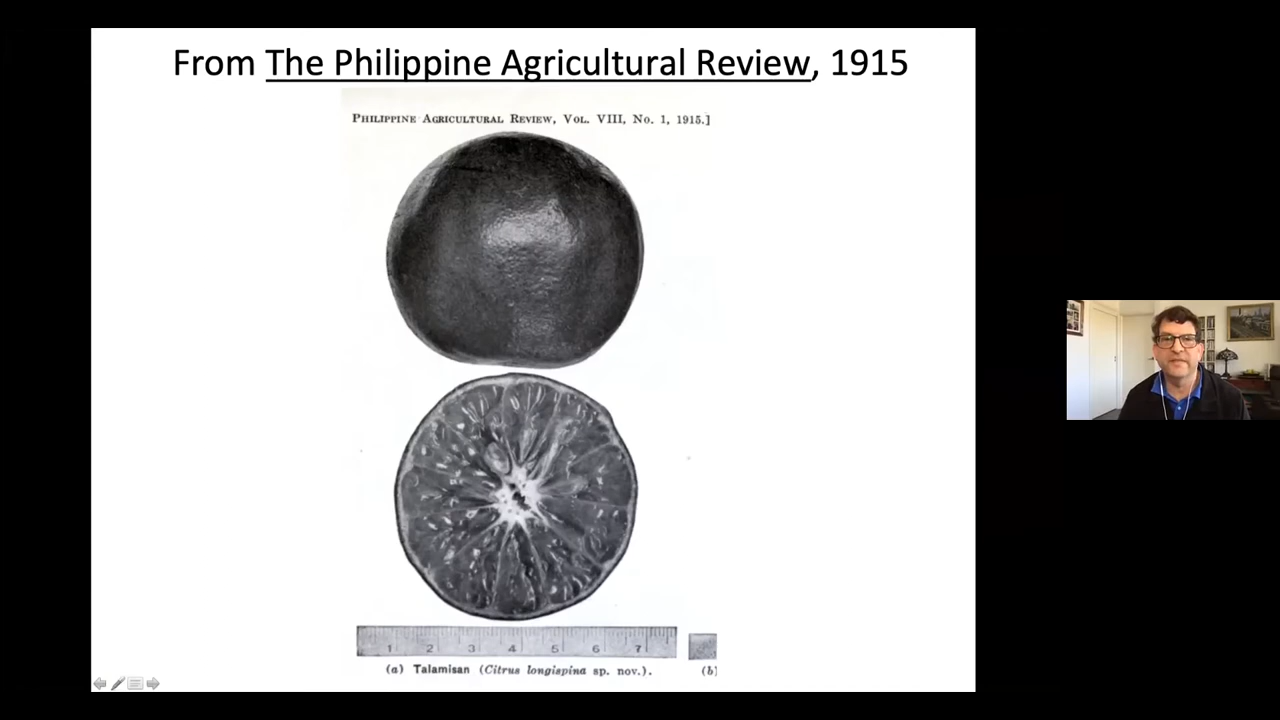 From The Philippine Agricultural Review, 1915
PHILIPPINE AGRICULTURAL REVIEW, VOL. VIII, NO. 1, 1915.]
1 2 3 4 5 6 7
(a) Talamisan (Citrus longispina sp. nov.).
(b)